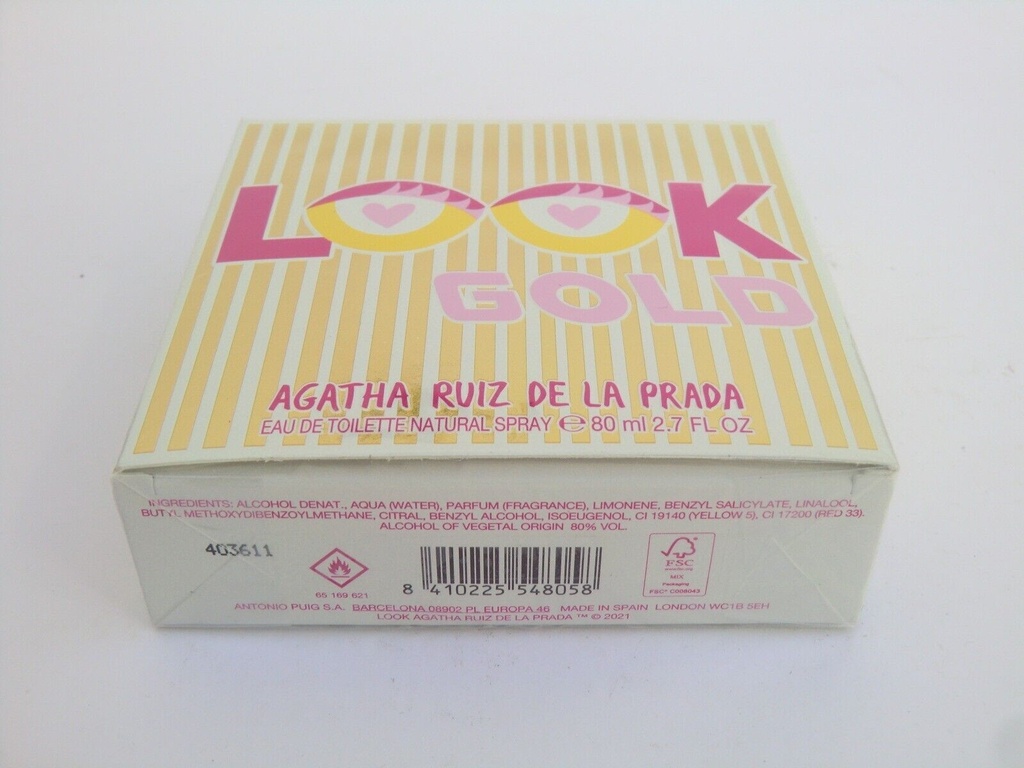 LOOK
GOLD
AGATHA RUIZ DE LA PRADA
EAU DE TOILETTE NATURAL SPRAY ℮ 80 ml 2.7 FL OZ
INGREDIENTS: ALCOHOL DENAT., AQUA (WATER), PARFUM (FRAGRANCE), LIMONENE, BENZYL SALICYLATE, LINALOOL,
BUTYL METHOXYDIBENZOYLMETHANE, CITRAL, BENZYL ALCOHOL, ISOEUGENOL, CI 19140 (YELLOW 5), CI 17200 (RED 33).
ALCOHOL OF VEGETAL ORIGIN 80% VOL.
403611
65 169 621
8 410225 548058
FSC
MIX
Packaging
FSC® C009043
ANTONIO PUIG S.A. BARCELONA 08902 PL EUROPA 46 MADE IN SPAIN LONDON WC1B 5EH
LOOK AGATHA RUIZ DE LA PRADA ™ © 2021